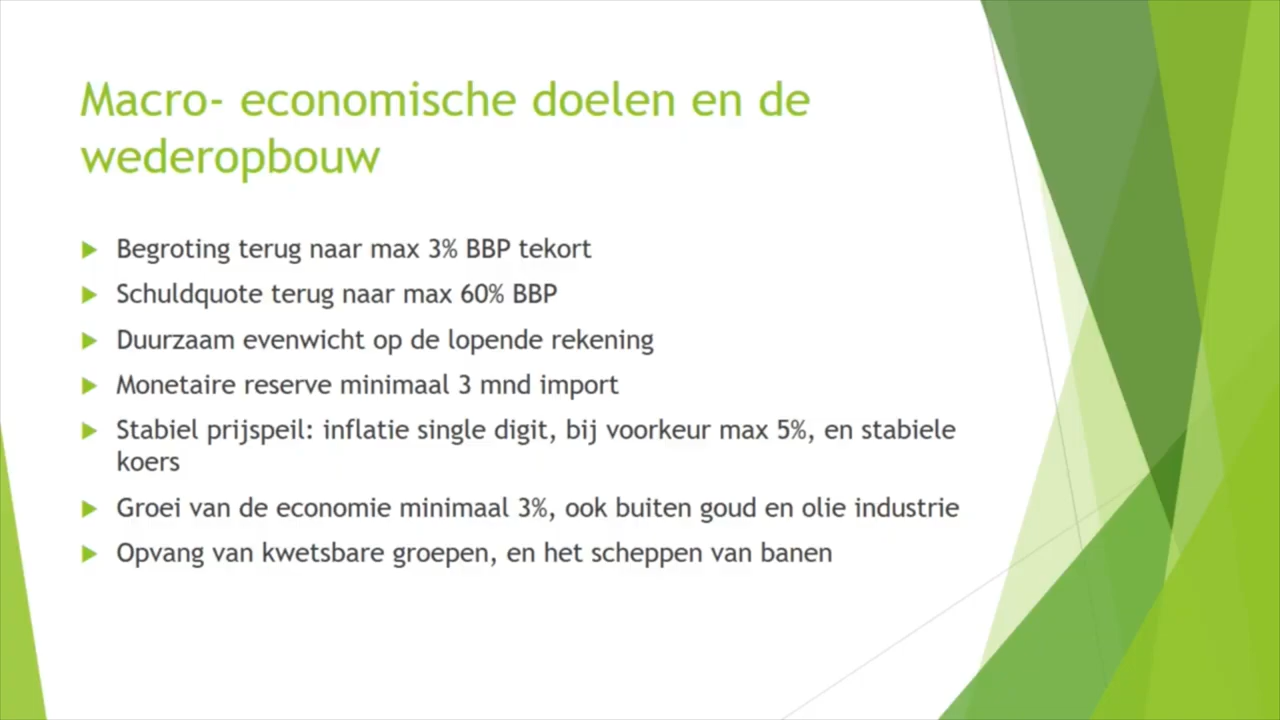 Macro- economische doelen en de
wederopbouw
Begroting terug naar max 3% BBP tekort
Schuldquote terug naar max 60% BBP
Duurzaam evenwicht op de lopende rekening
Monetaire reserve minimaal 3 mnd import
Stabiel prijspeil: inflatie single digit, bij voorkeur max 5%, en stabiele
koers
Groei van de economie minimaal 3%, ook buiten goud en olie industrie
Opvang van kwetsbare groepen, en het scheppen van banen